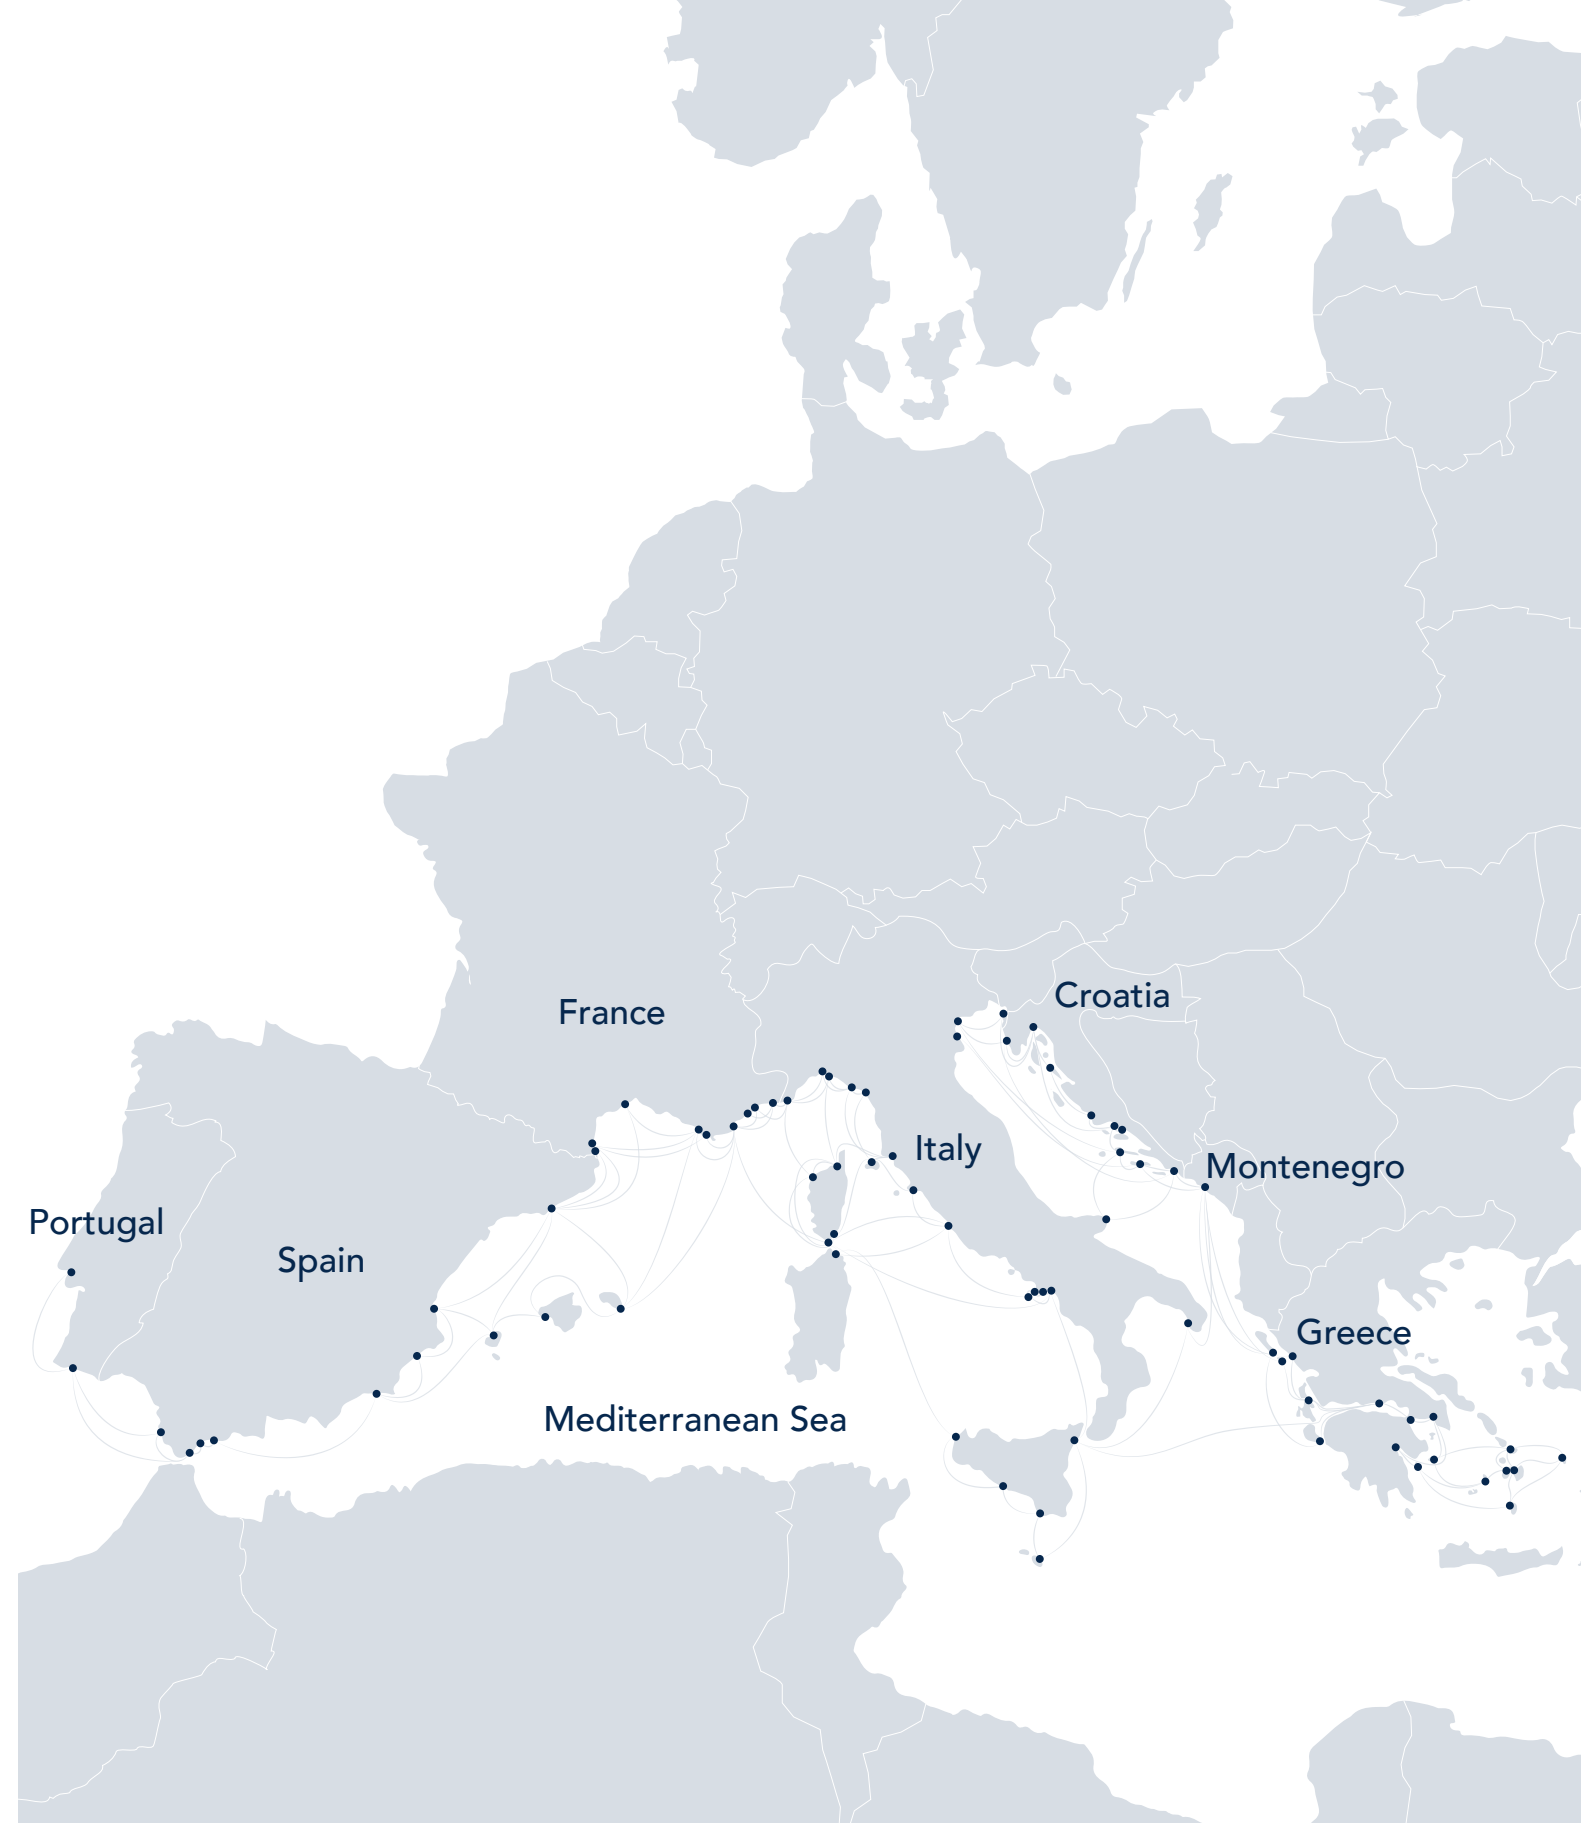 Croatia
France
Italy
Montenegro
Portugal
Spain
Greece
Mediterranean Sea